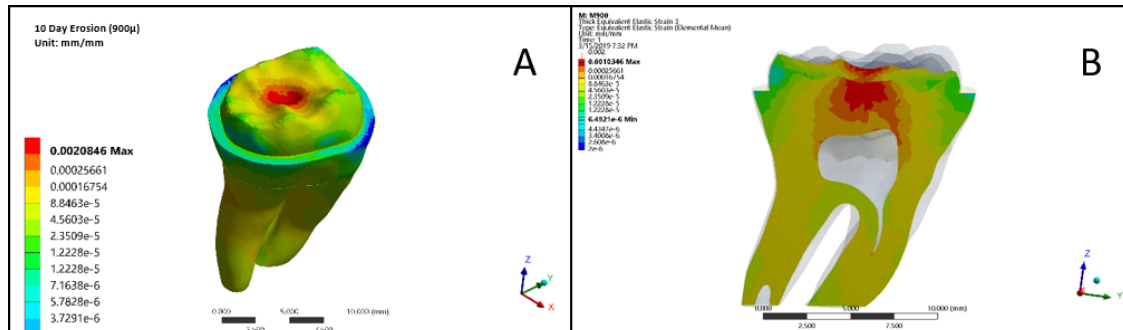 10 Day Erosion (900μ)
Unit: mm/mm
A
0.0020846 Max
0.00025661
0.00016754
8.8463e-5
4.5603e-5
2.3509e-5
1.2228e-5
7.1638e-6
5.7828e-6
3.7291e-6
0.000
5.000
10.000 (mm)
2.500
7.500
Z
Y
X
M: M900
Thick Equivalent Elastic Strain 3
Type: Equivalent Elastic Strain (Elemental Mean)
Unit: mm/mm
Time: 1
3/15/2019 7:32 PM
B
0.002
0.0010346 Max
0.00025661
0.00016754
8.8463e-5
4.5603e-5
2.3509e-5
1.2228e-5
1.2228e-5
6.4921e-6 Min
4.4347e-6
3.4008e-6
2.608e-6
2e-6
0.000
5.000
10.000 (mm)
2.500
7.500
Z
X
Y